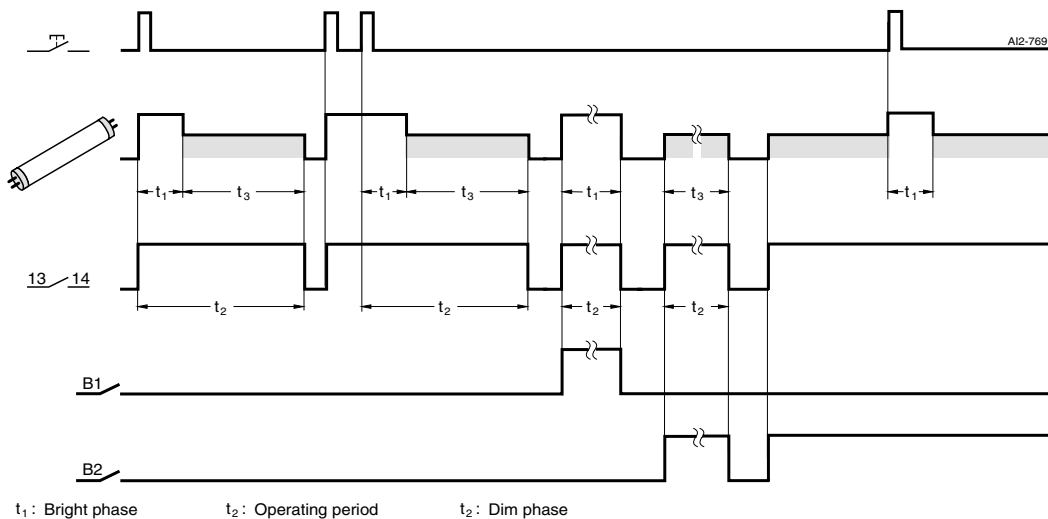 AI2-769
t1 t3 t1 t3 t1 t3 t1
13 14
t2 t2 t2 t2
B1
B2
t1: Bright phase t2: Operating period t2: Dim phase